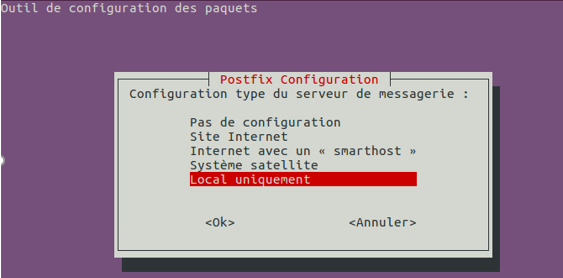 Outil de configuration des paquets
Postfix Configuration
Configuration type du serveur de messagerie :
Pas de configuration
Site Internet
Internet avec un « smarthost »
Système satellite
Local uniquement
<Ok> <Annuler>